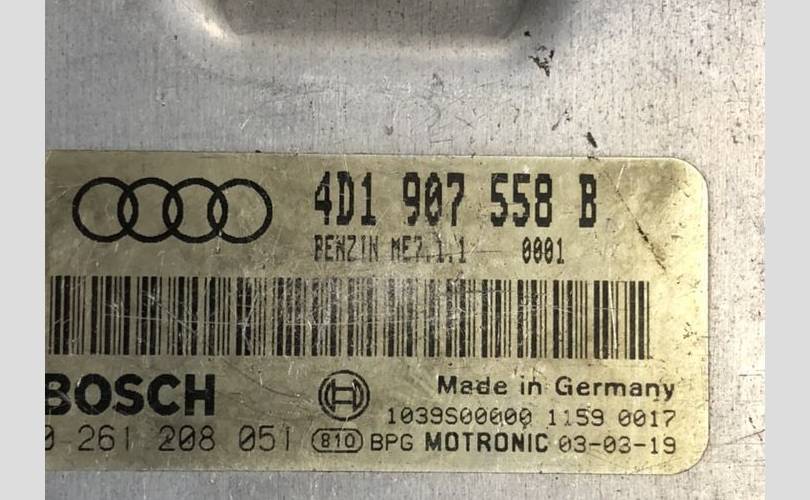 4D1 907 558 B
BENZIN ME7.1.1 0001
BOSCH
Made in Germany
1039S00000 1159 0017
0 261 208 051 810 BPG MOTRONIC 03-03-19